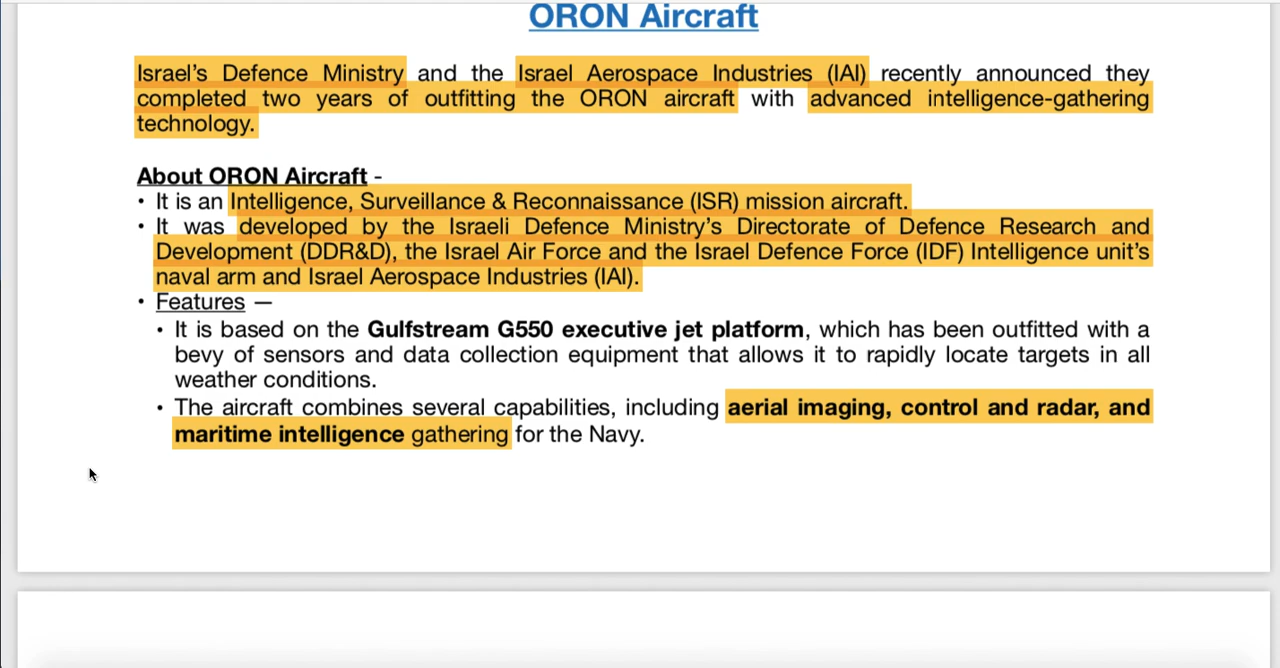 ORON Aircraft
Israel’s Defence Ministry and the Israel Aerospace Industries (IAI) recently announced they
completed two years of outfitting the ORON aircraft with advanced intelligence-gathering
technology.
About ORON Aircraft -
• It is an Intelligence, Surveillance & Reconnaissance (ISR) mission aircraft.
• It was developed by the Israeli Defence Ministry’s Directorate of Defence Research and
Development (DDR&D), the Israel Air Force and the Israel Defence Force (IDF) Intelligence unit’s
naval arm and Israel Aerospace Industries (IAI).
• Features —
• It is based on the Gulfstream G550 executive jet platform, which has been outfitted with a
bevy of sensors and data collection equipment that allows it to rapidly locate targets in all
weather conditions.
• The aircraft combines several capabilities, including aerial imaging, control and radar, and
maritime intelligence gathering for the Navy.